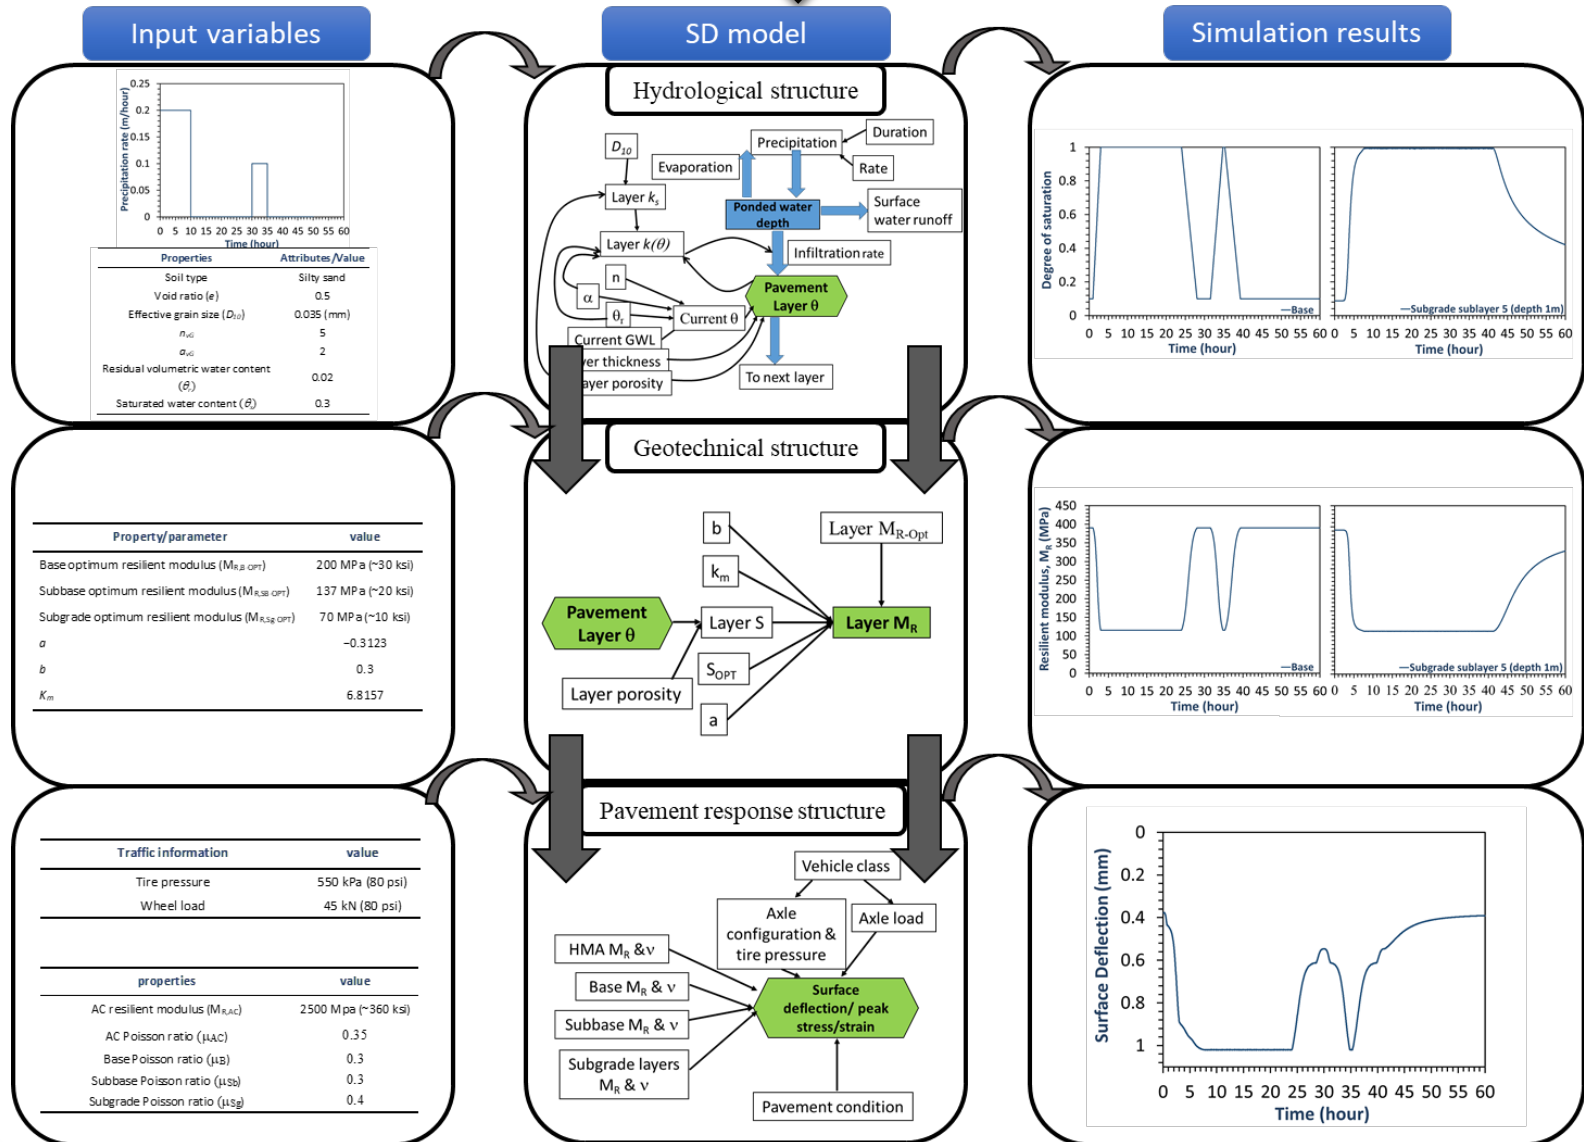 Input variables
SD model
Simulation results
Precipitation rate (m/hour)
0.25
0.2
0.15
0.1
0.05
0
0 5 10 15 20 25 30 35 40 45 50 55 60
Time (hour)
Properties Attributes/Value
Soil type Silty sand
Void ratio (e) 0.5
Effective grain size (D10) 0.035 (mm)
nvG 5
αvG 2
Residual volumetric water content
(θr) 0.02
Saturated water content (θs) 0.3
Hydrological structure
D10
Precipitation
Duration
Evaporation
Rate
Layer ks
Ponded water
depth
Surface
water runoff
Layer k(θ)
Infiltration rate
n
α
θr
Current θ
Pavement
Layer θ
Current GWL
yer thickness
ayer porosity
To next layer
Degree of saturation
1
0.8
0.6
0.4
0.2
0
—Base
0 5 10 15 20 25 30 35 40 45 50 55 60
Time (hour)
—Subgrade sublayer 5 (depth 1m)
0 5 10 15 20 25 30 35 40 45 50 55 60
Time (hour)
Property/parameter value
Base optimum resilient modulus (MR,B-OPT) 200 MPa (~30 ksi)
Subbase optimum resilient modulus (MR,SB-OPT) 137 MPa (~20 ksi)
Subgrade optimum resilient modulus (MR,Sg-OPT) 70 MPa (~10 ksi)
a −0.3123
b 0.3
Km 6.8157
Geotechnical structure
b
Layer MR-Opt
km
Pavement
Layer θ
Layer S
Layer MR
SOPT
Layer porosity
a
Resilient modulus, MR (MPa)
450
400
350
300
250
200
150
100
50
0
—Base
0 5 10 15 20 25 30 35 40 45 50 55 60
Time (hour)
—Subgrade sublayer 5 (depth 1m)
0 5 10 15 20 25 30 35 40 45 50 55 60
Time (hour)
Traffic information value
Tire pressure 550 kPa (80 psi)
Wheel load 45 kN (80 psi)
properties value
AC resilient modulus (MR,AC) 2500 Mpa (~360 ksi)
AC Poisson ratio (μAC) 0.35
Base Poisson ratio (μB) 0.3
Subbase Poisson ratio (μSb) 0.3
Subgrade Poisson ratio (μSg) 0.4
Pavement response structure
Vehicle class
Axle
configuration &
tire pressure
Axle load
HMA MR & ν
Base MR & ν
Subbase MR & ν
Subgrade layers
MR & ν
Surface
deflection/ peak
stress/strain
Pavement condition
Surface Deflection (mm)
0
0.2
0.4
0.6
0.8
1
0 5 10 15 20 25 30 35 40 45 50 55 60
Time (hour)